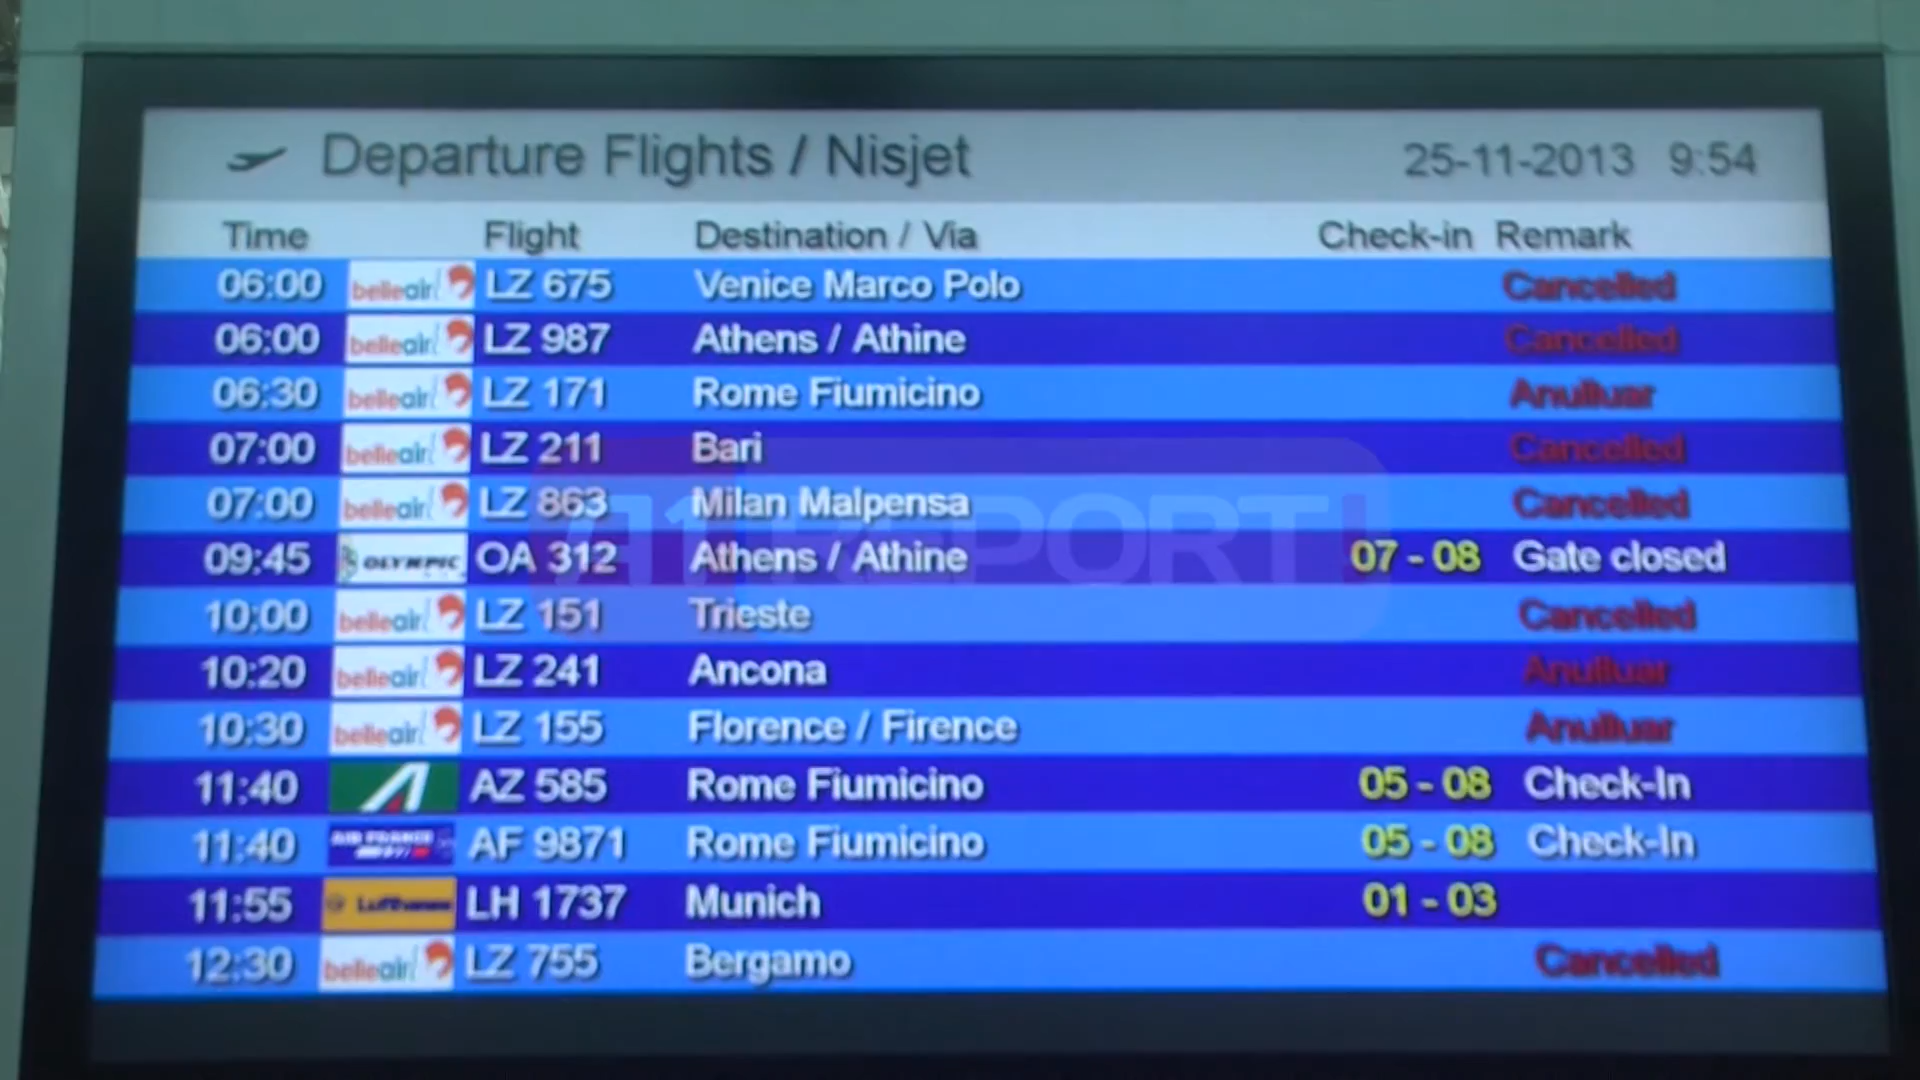 Departure Flights / Nisjet 25-11-2013 9:54
Time Flight Destination / Via Check-in Remark
06:00 belleair LZ 675 Venice Marco Polo Cancelled
06:00 belleair LZ 987 Athens / Athine Cancelled
06:30 belleair LZ 171 Rome Fiumicino Anulluar
07:00 belleair LZ 211 Bari Cancelled
07:00 belleair LZ 863 Milan Malpensa Cancelled
A1 REPORT
09:45 OLYMPIC OA 312 Athens / Athine 07 - 08 Gate closed
10:00 belleair LZ 151 Trieste Cancelled
10:20 belleair LZ 241 Ancona Anulluar
10:30 belleair LZ 155 Florence / Firence Anulluar
11:40 AZ 585 Rome Fiumicino 05 - 08 Check-In
11:40 AIR FRANCE AF 9871 Rome Fiumicino 05 - 08 Check-In
11:55 Lufthansa LH 1737 Munich 01 - 03
12:30 belleair LZ 755 Bergamo Cancelled